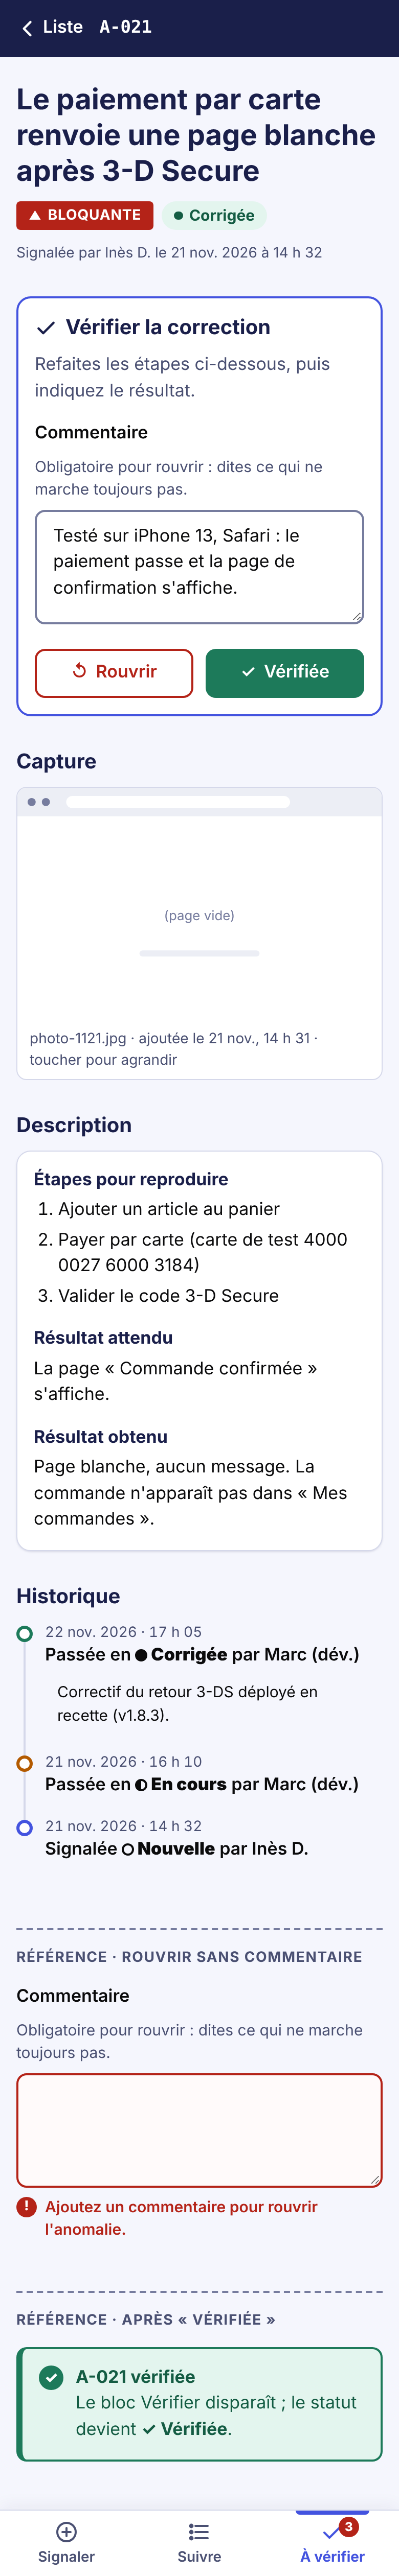 Liste A-021
Le paiement par carte
renvoie une page blanche
après 3-D Secure
▲ BLOQUANTE ● Corrigée
Signalée par Inès D. le 21 nov. 2026 à 14 h 32
✓ Vérifier la correction
Refaites les étapes ci-dessous, puis
indiquez le résultat.
Commentaire
Obligatoire pour rouvrir : dites ce qui ne
marche toujours pas.
Testé sur iPhone 13, Safari : le
paiement passe et la page de
confirmation s'affiche.
Rouvrir ✓ Vérifiée
Capture
(page vide)
photo-1121.jpg · ajoutée le 21 nov., 14 h 31 ·
toucher pour agrandir
Description
Étapes pour reproduire
1. Ajouter un article au panier
2. Payer par carte (carte de test 4000
0027 6000 3184)
3. Valider le code 3-D Secure
Résultat attendu
La page « Commande confirmée »
s'affiche.
Résultat obtenu
Page blanche, aucun message. La
commande n'apparaît pas dans « Mes
commandes ».
Historique
22 nov. 2026 · 17 h 05
Passée en ● Corrigée par Marc (dév.)
Correctif du retour 3-DS déployé en
recette (v1.8.3).
21 nov. 2026 · 16 h 10
Passée en ◐ En cours par Marc (dév.)
21 nov. 2026 · 14 h 32
Signalée ○ Nouvelle par Inès D.
RÉFÉRENCE · ROUVRIR SANS COMMENTAIRE
Commentaire
Obligatoire pour rouvrir : dites ce qui ne marche
toujours pas.
! Ajoutez un commentaire pour rouvrir
l'anomalie.
RÉFÉRENCE · APRÈS « VÉRIFIÉE »
A-021 vérifiée
Le bloc Vérifier disparaît ; le statut
devient ✓ Vérifiée.
3
Signaler Suivre À vérifier